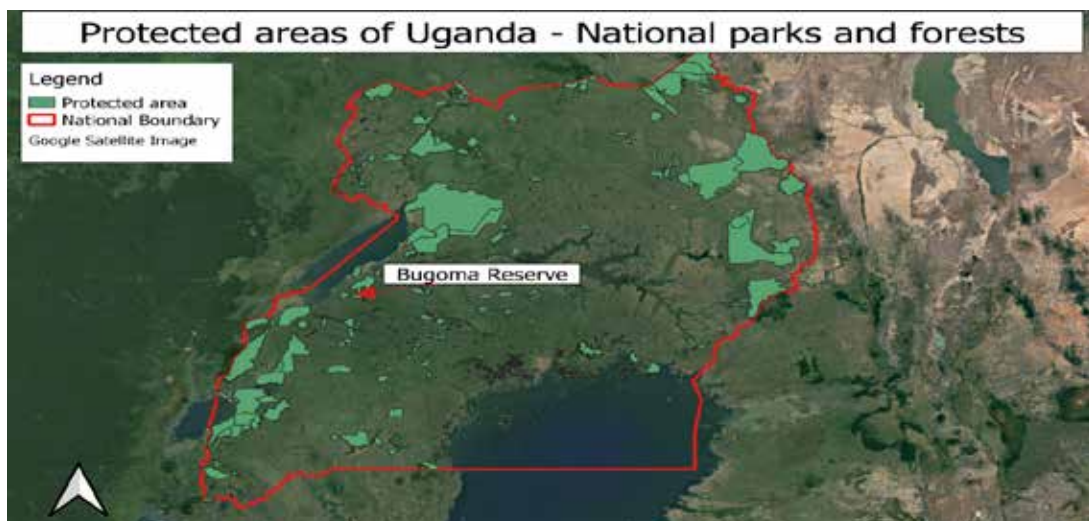 Protected areas of Uganda - National parks and forests
Legend
Protected area
National Boundary
Google Satellite Image
Bugoma Reserve